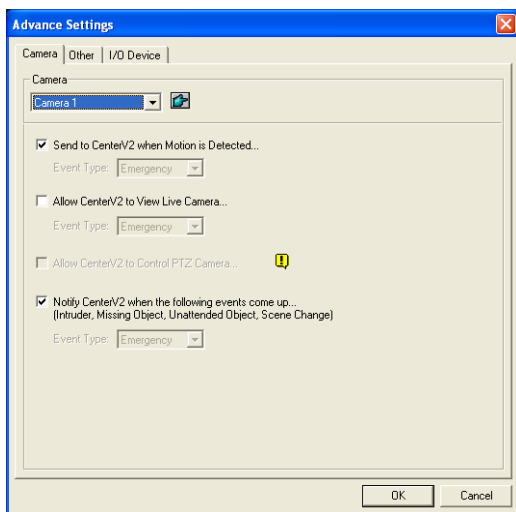 Advance Settings
Camera Other I/O Device
Camera
Camera 1
Send to CenterV2 when Motion is Detected...
Event Type: Emergency
Allow CenterV2 to View Live Camera...
Event Type: Emergency
Allow CenterV2 to Control PTZ Camera... !
Notify CenterV2 when the following events come up...
(Intruder, Missing Object, Unattended Object, Scene Change)
Event Type: Emergency
OK Cancel